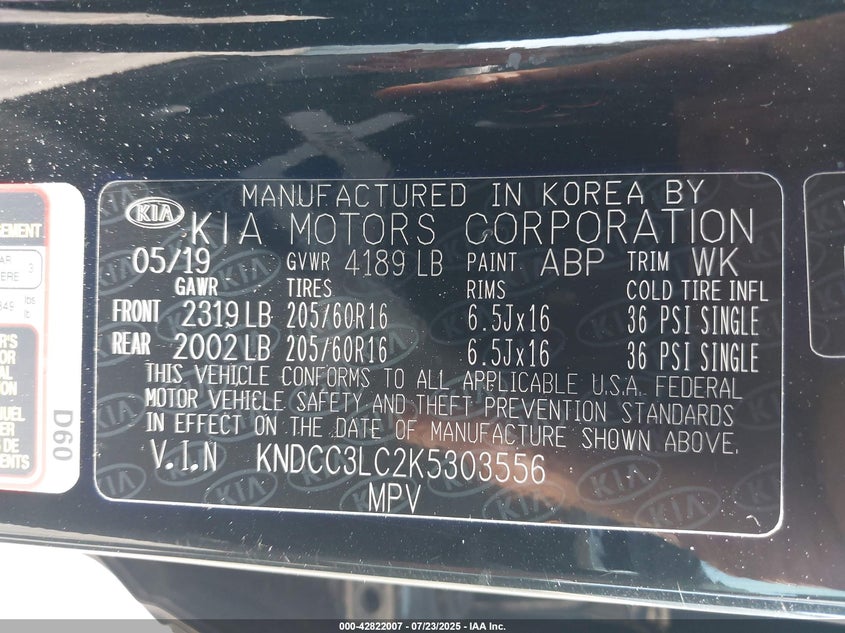 MANUFACTURED IN KOREA BY
KIA KIA MOTORS CORPORATION
05/19 GVWR 4189 LB PAINT ABP TRIM WK
GAWR TIRES RIMS COLD TIRE INFL
FRONT 2319 LB 205/60R16 6.5Jx16 36 PSI SINGLE
REAR 2002 LB 205/60R16 6.5Jx16 36 PSI SINGLE
THIS VEHICLE CONFORMS TO ALL APPLICABLE U.S.A. FEDERAL
MOTOR VEHICLE SAFETY AND THEFT PREVENTION STANDARDS
IN EFFECT ON THE DATE OF MANUFACTURE SHOWN ABOVE.
V.I.N KNDCC3LC2K5303556
MPV
D60
000-42822007 - 07/23/2025 - IAA Inc.